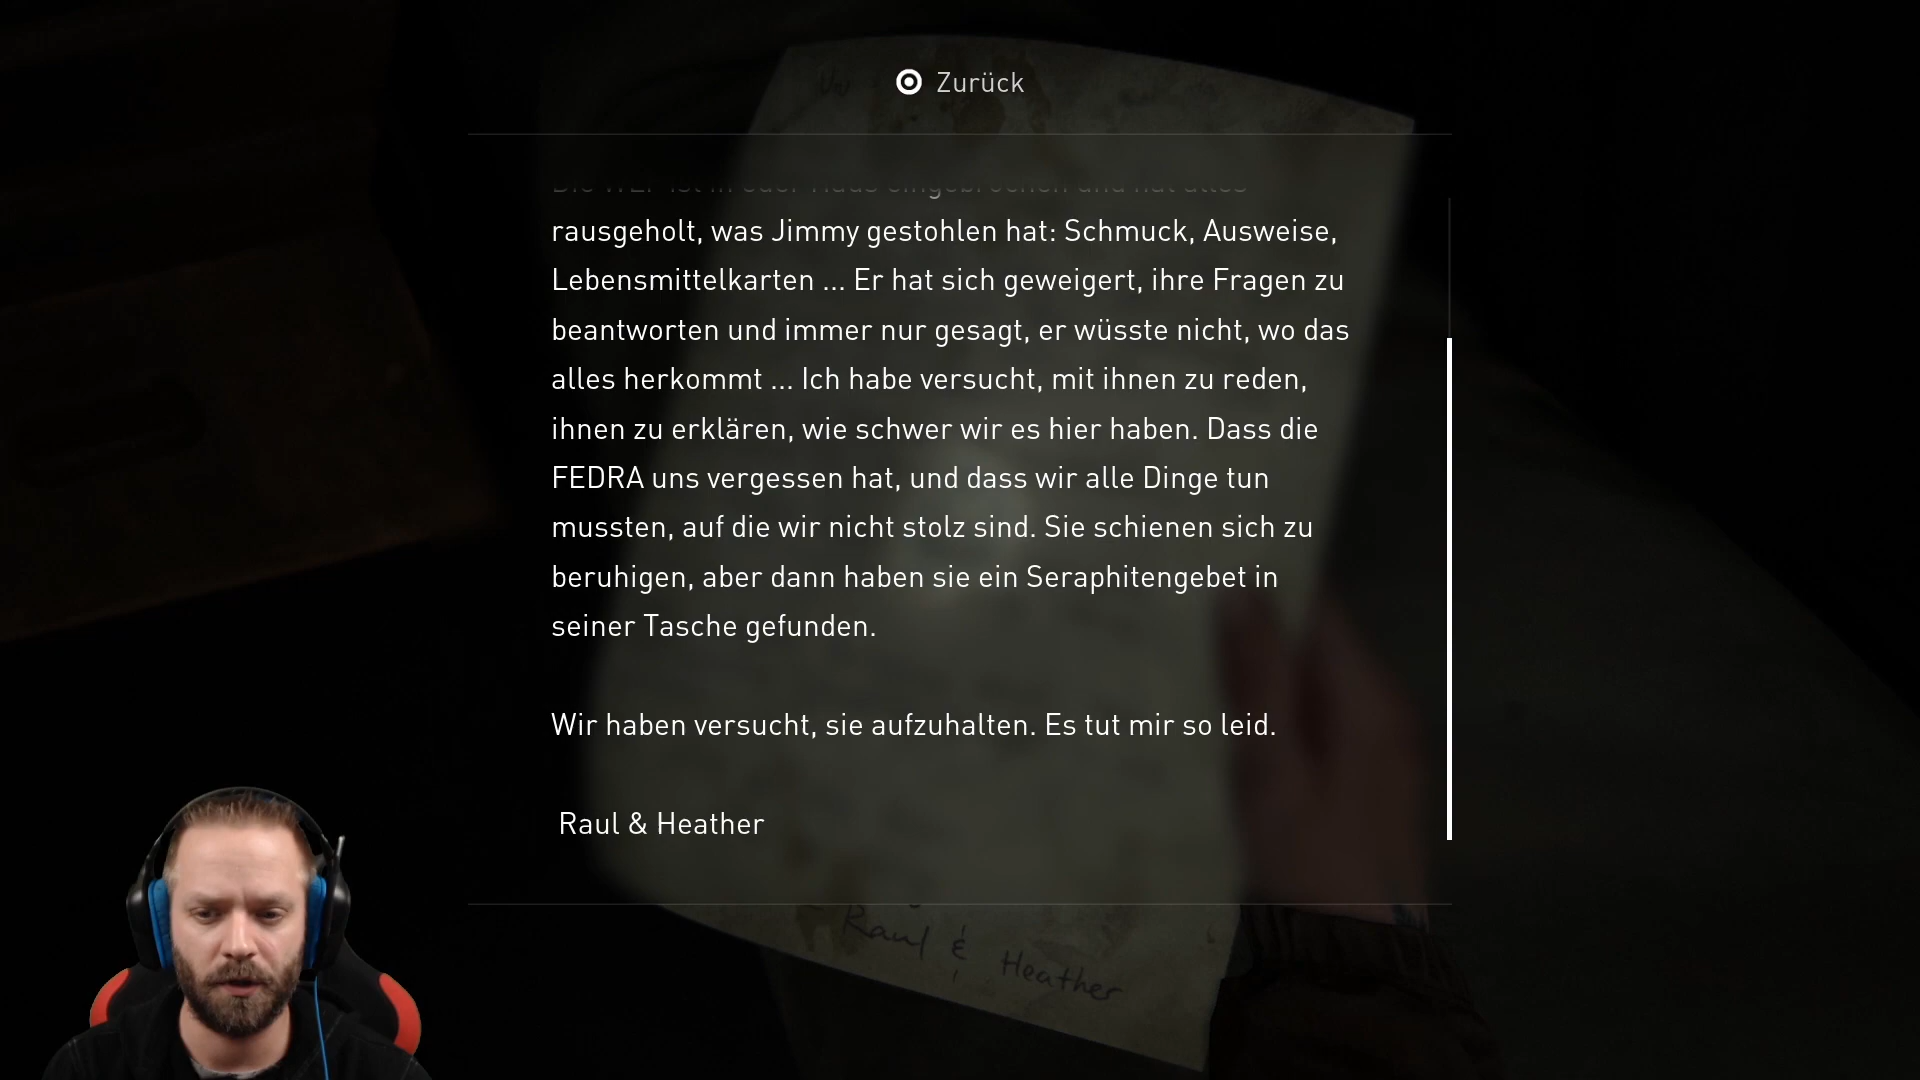 Zurück
rausgeholt, was Jimmy gestohlen hat: Schmuck, Ausweise,
Lebensmittelkarten ... Er hat sich geweigert, ihre Fragen zu
beantworten und immer nur gesagt, er wüsste nicht, wo das
alles herkommt ... Ich habe versucht, mit ihnen zu reden,
ihnen zu erklären, wie schwer wir es hier haben. Dass die
FEDRA uns vergessen hat, und dass wir alle Dinge tun
mussten, auf die wir nicht stolz sind. Sie schienen sich zu
beruhigen, aber dann haben sie ein Seraphitengebet in
seiner Tasche gefunden.
Wir haben versucht, sie aufzuhalten. Es tut mir so leid.
Raul & Heather
Raul & Heather